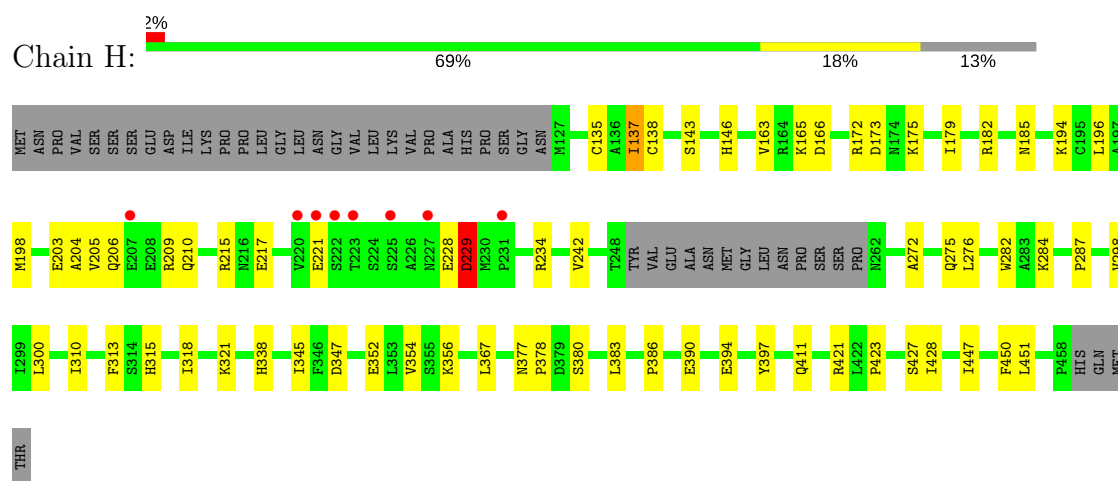 2%
Chain H:
69% 18% 13%
MET ASN PRO VAL SER SER SER GLU ASP ILE LYS PRO PRO LEU GLY LEU ASN GLY VAL LEU LYS VAL PRO ALA HIS PRO SER GLY ASN M127 C135 A136 I137 C138 S143 H146 V163 R164 K165 D166 R172 D173 N174 K175 I179 R182 N185 K194 C195 L196 A197
M198 E203 A204 V205 Q206 E207 E208 R209 Q210 R215 N216 E217 V220 E221 S222 T223 S224 S225 A226 N227 E228 D229 M230 P231 R234 V242 T248 TYR VAL GLU ALA ASN MET GLY LEU ASN PRO SER SER PRO N262 A272 Q275 L276 W282 A283 K284 P287 V298
I299 L300 I310 F313 S314 H315 I318 K321 H338 I345 F346 D347 E352 L353 V354 S355 K356 L367 N377 P378 D379 S380 L383 P386 E390 E394 Y397 Q411 R421 L422 P423 S427 I428 I447 F450 L451 P458 HIS GLN MET
THR